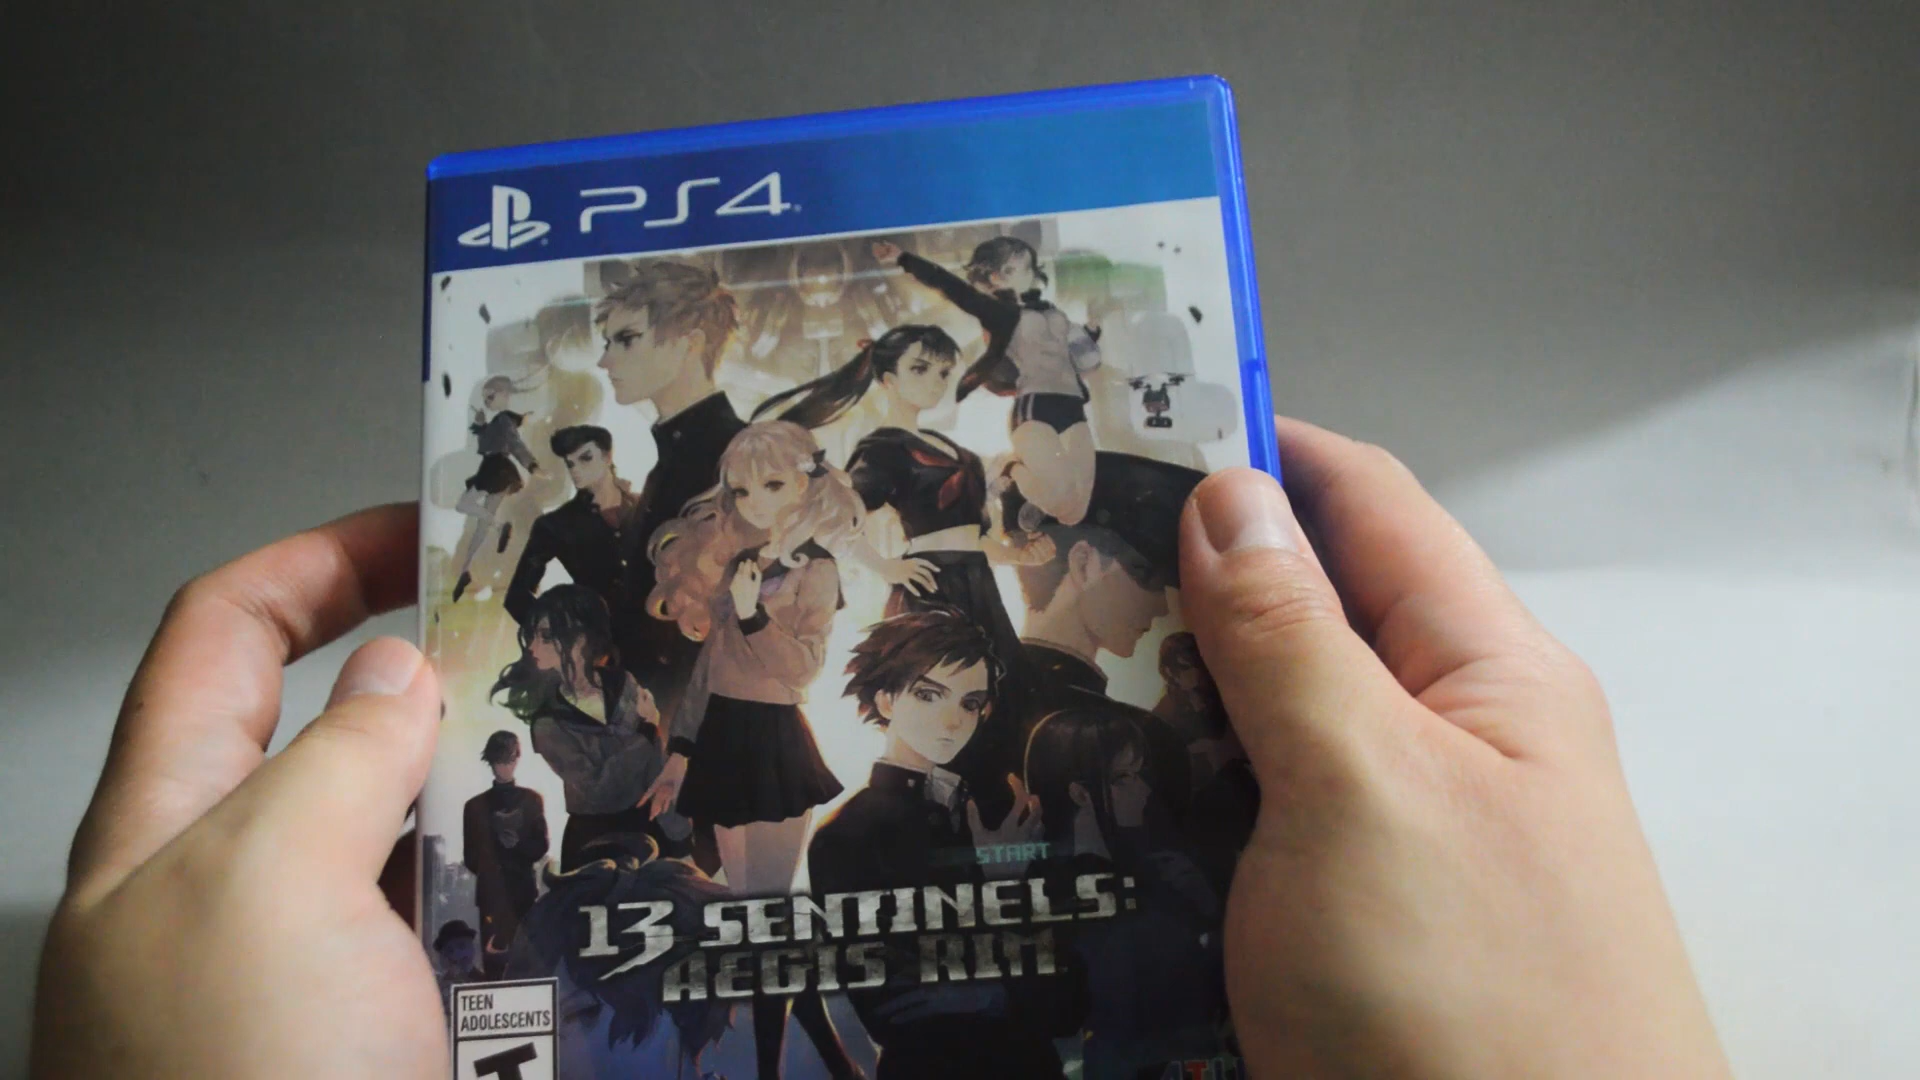 PS4
START
13 SENTINELS:
AEGIS RIM
TEEN
ADOLESCENTS
T